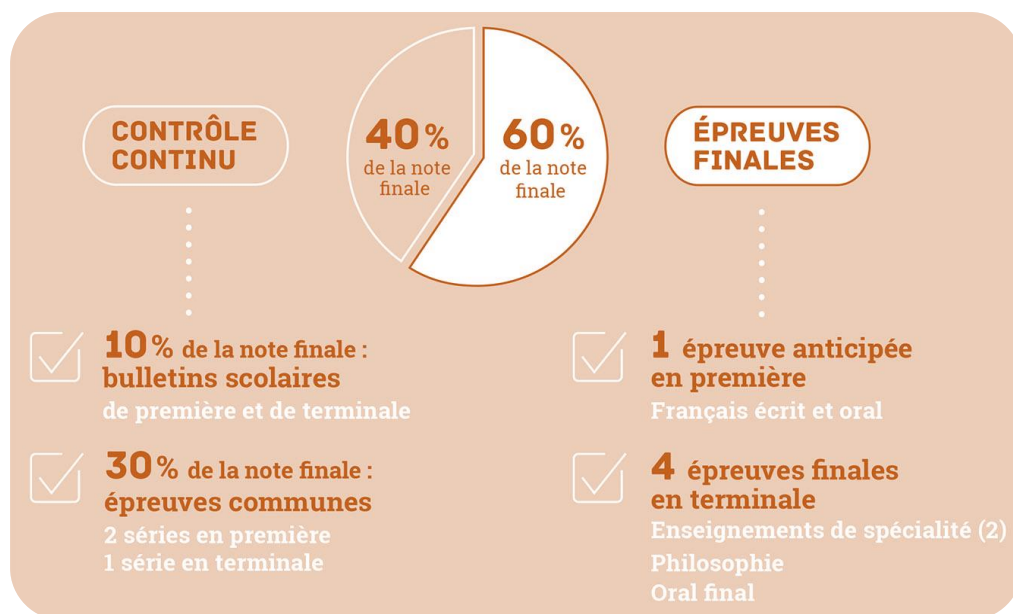 CONTRÔLE
CONTINU
40%
de la note
finale
60%
de la note
finale
ÉPREUVES
FINALES
10% de la note finale :
bulletins scolaires
de première et de terminale
30% de la note finale :
épreuves communes
2 séries en première
1 série en terminale
1 épreuve anticipée
en première
Français écrit et oral
4 épreuves finales
en terminale
Enseignements de spécialité (2)
Philosophie
Oral final